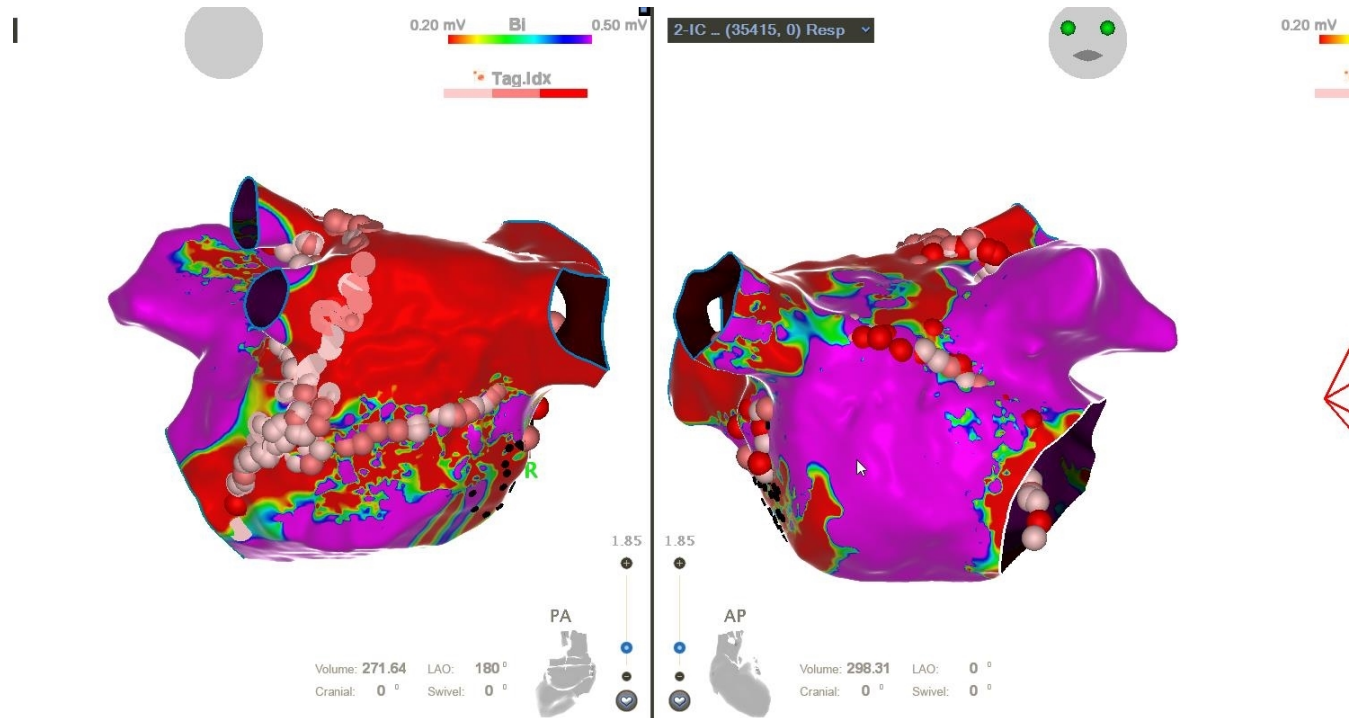 0.20 mV Bi 0.50 mV
Tag.Idx
R
1.85
PA
Volume: 271.64 LAO: 180 °
Cranial: 0 ° Swivel: 0 °
2-IC _ (35415, 0) Resp
0.20 mV
1.85
AP
Volume: 298.31 LAO: 0 °
Cranial: 0 ° Swivel: 0 °